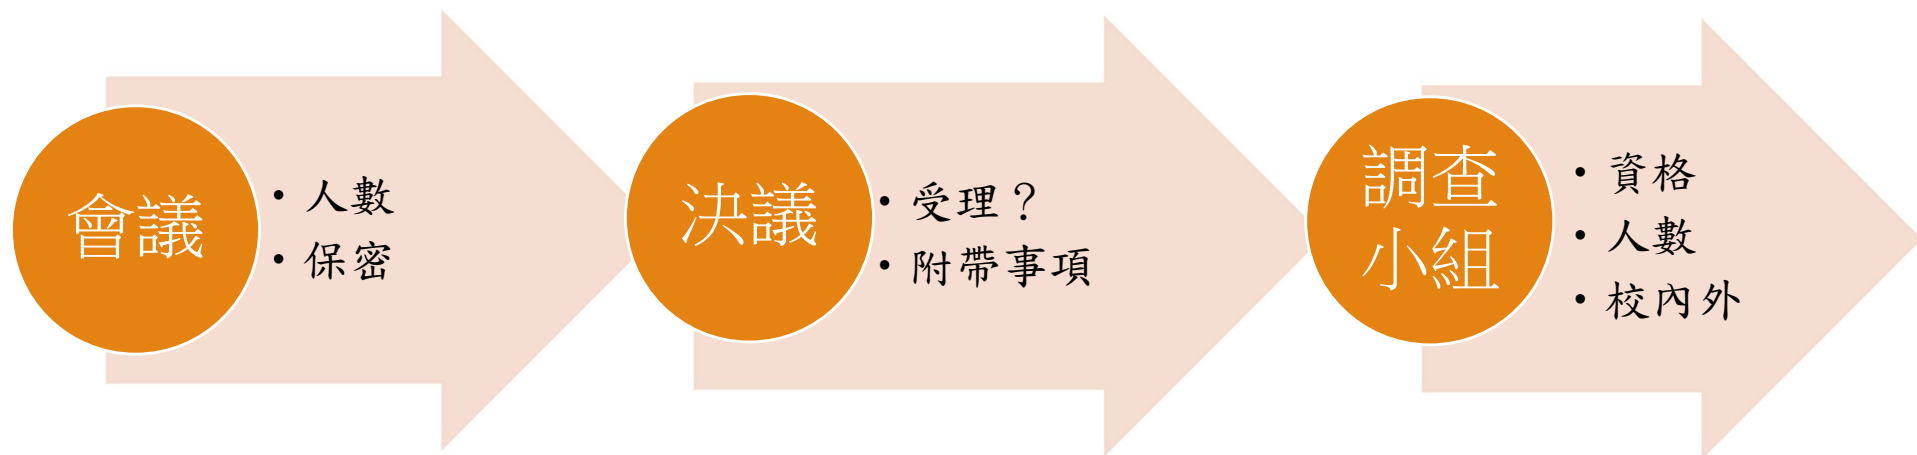 會議
・人數
・保密
決議
・受理？
・附帶事項
調查
小組
・資格
・人數
・校內外